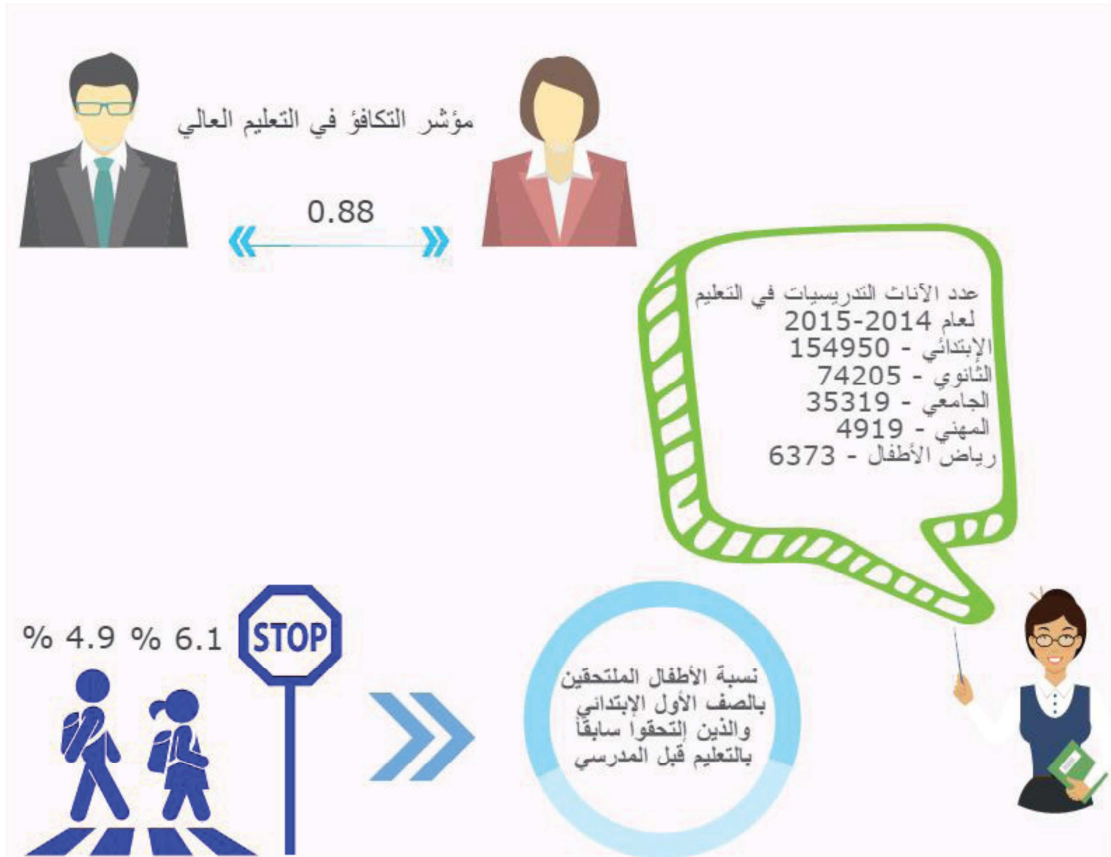 مؤشر التكافؤ في التعليم العالي
0.88
عدد الآناث التدريسيات في التعليم
لعام 2014-2015
الإبتدائي - 154950
الثانوي - 74205
الجامعي - 35319
المهني - 4919
رياض الأطفال - 6373
% 4.9 % 6.1
STOP
نسبة الأطفال الملتحقين
بالصف الأول الإبتدائي
والذين إلتحقوا سابقاً
بالتعليم قبل المدرسي